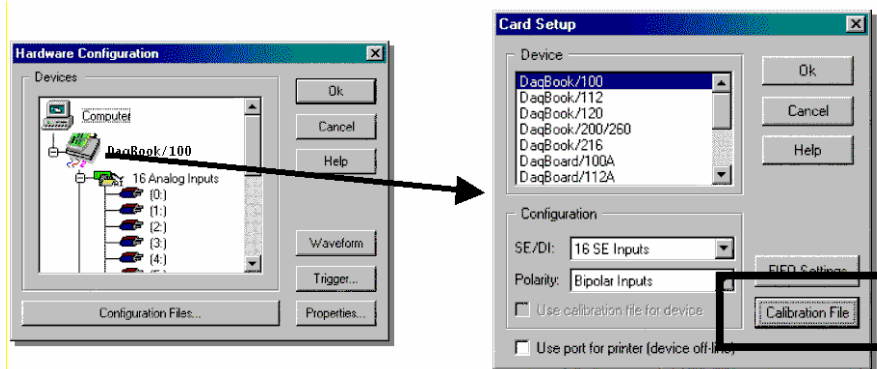 Hardware Configuration
Devices
Computer
DaqBook/100
16 Analog Inputs
(0:)
(1:)
(2:)
(3:)
(4:)
Ok
Cancel
Help
Waveform
Trigger...
Configuration Files...
Properties...
Card Setup
Device
DaqBook/100
DaqBook/112
DaqBook/120
DaqBook/200/260
DaqBook/216
DaqBoard/100A
DaqBoard/112A
Ok
Cancel
Help
Configuration
SE/DI: 16 SE Inputs
Polarity: Bipolar Inputs
Use calibration file for device
FIFO Settings
Calibration File
Use port for printer (device off-line)